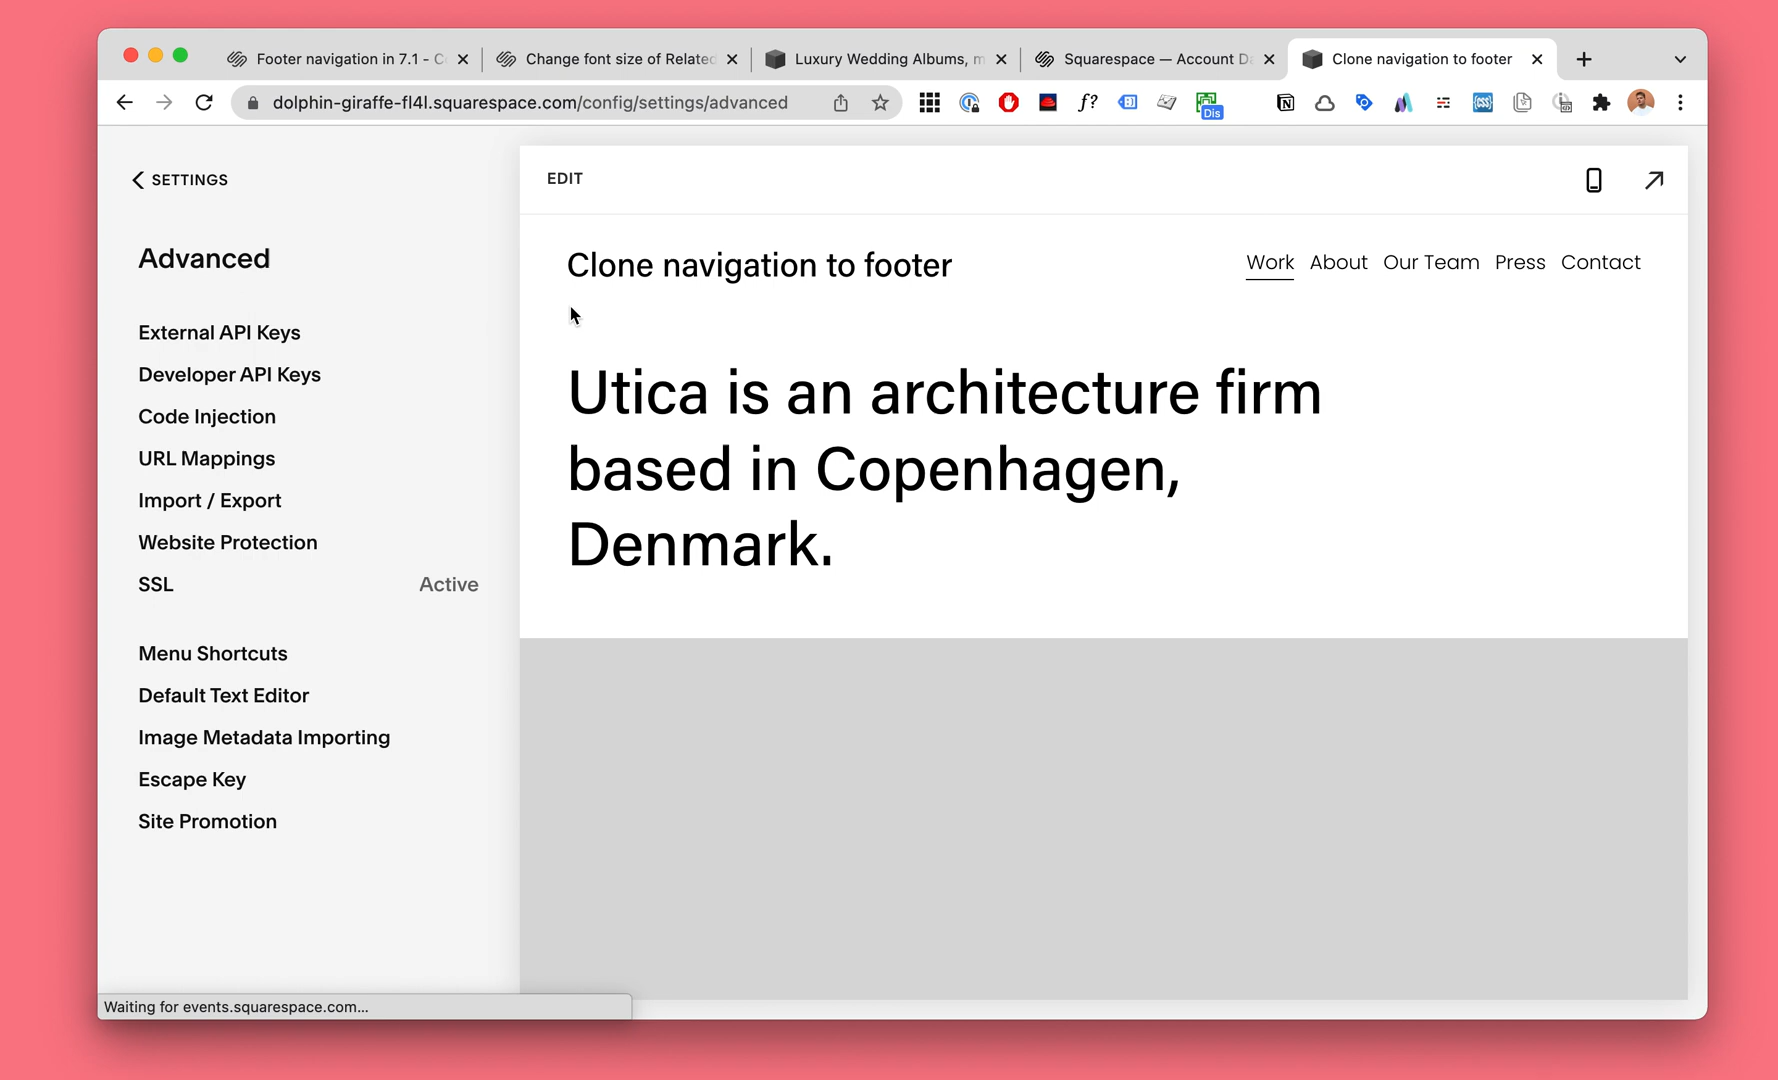 Footer navigation in 7.1 - C
Change font size of Related
Luxury Wedding Albums, m
Squarespace — Account Da
Clone navigation to footer
dolphin-giraffe-fl4l.squarespace.com/config/settings/advanced
f?
Dis
SETTINGS
EDIT
Advanced
Clone navigation to footer
Work About Our Team Press Contact
External API Keys
Developer API Keys
Code Injection
URL Mappings
Import / Export
Website Protection
SSL Active
Menu Shortcuts
Default Text Editor
Image Metadata Importing
Escape Key
Site Promotion
Utica is an architecture firm
based in Copenhagen,
Denmark.
Waiting for events.squarespace.com...